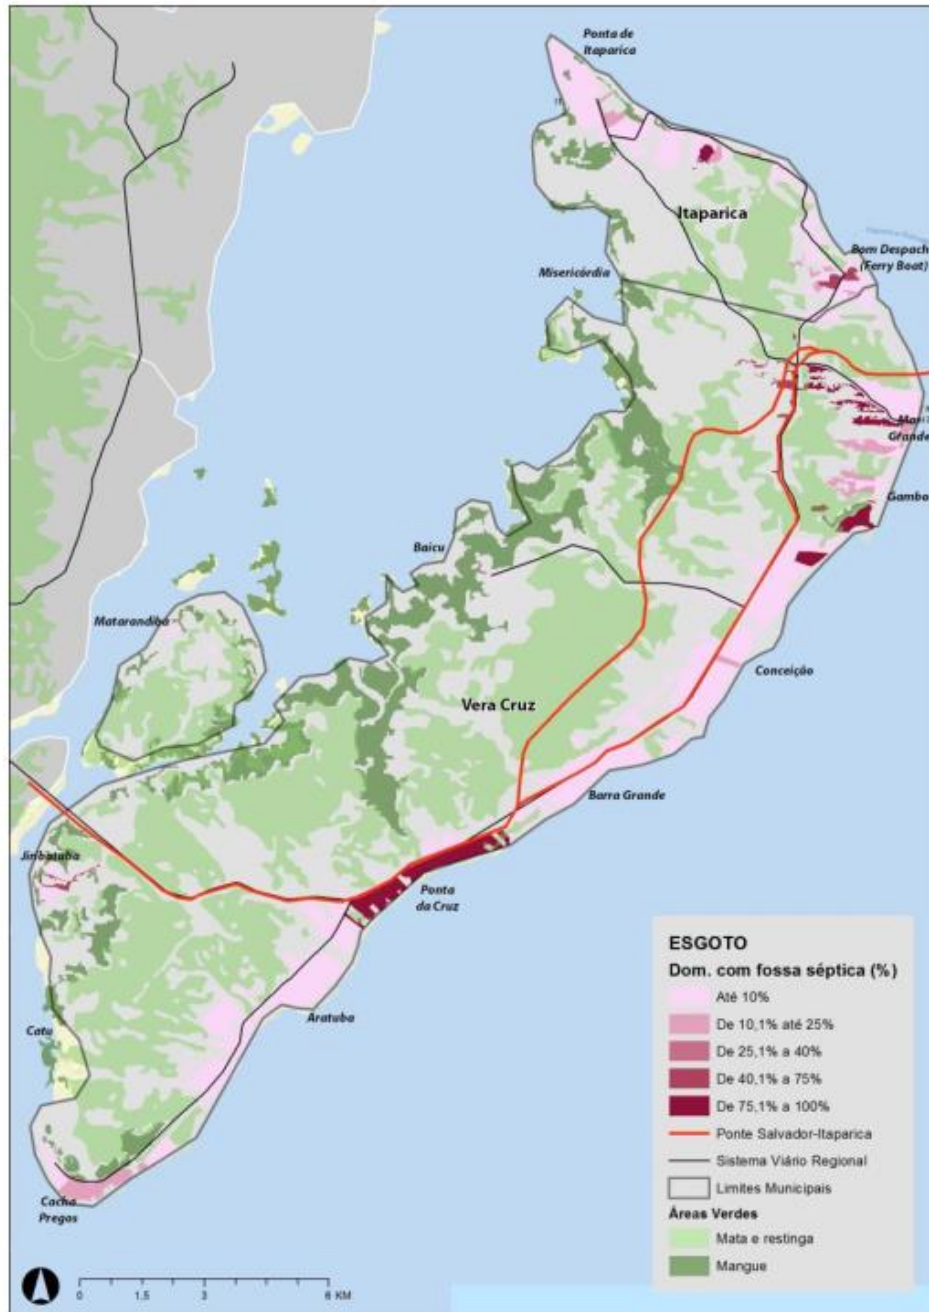 Ponta de
Itaparica
Itaparica
Bom Despach
(Ferry Boat)
Misericórdia
Grande
Gamboa
Baicu
Matarandiba
Conceição
Vera Cruz
Barra Grande
Jiribatuba
Ponta
da Cruz
Aratuba
Catu
Cacha
Pregos
ESGOTO
Dom. com fossa séptica (%)
Até 10%
De 10,1% até 25%
De 25,1% a 40%
De 40,1% a 75%
De 75,1% a 100%
Ponte Salvador-Itaparica
Sistema Viário Regional
Limites Municipais
Áreas Verdes
Mata e restinga
Mangue
0 1,5 3 6 KM